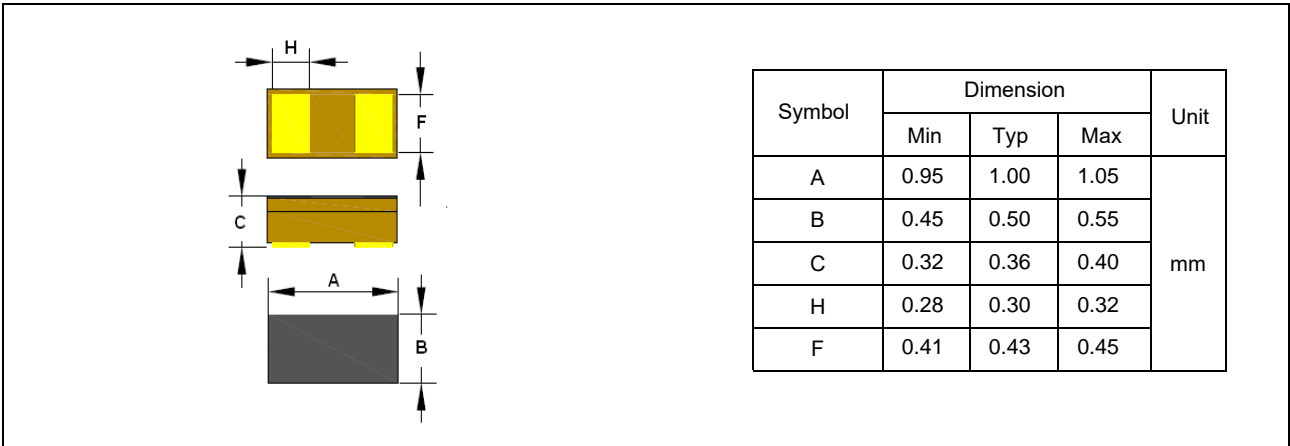 H
F
C
A
B
Symbol Dimension Unit
Min Typ Max
A 0.95 1.00 1.05
B 0.45 0.50 0.55
C 0.32 0.36 0.40 mm
H 0.28 0.30 0.32
F 0.41 0.43 0.45